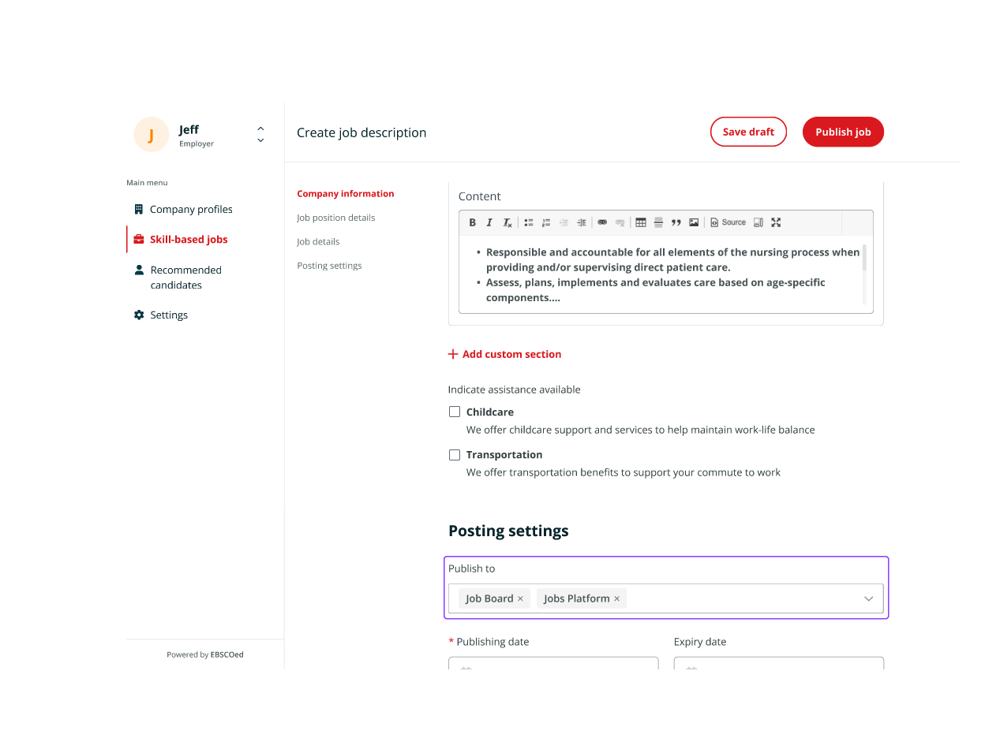 J
Jeff
Employer
Main menu
Company profiles
Skill-based jobs
Recommended
candidates
Settings
Powered by EBSCOed
Create job description
Save draft
Publish job
Company information
Job position details
Job details
Posting settings
Content
B I Tx Source
• Responsible and accountable for all elements of the nursing process when
providing and/or supervising direct patient care.
• Assess, plans, implements and evaluates care based on age-specific
components....
+ Add custom section
Indicate assistance available
Childcare
We offer childcare support and services to help maintain work-life balance
Transportation
We offer transportation benefits to support your commute to work
Posting settings
Publish to
Job Board × Jobs Platform ×
* Publishing date
Expiry date